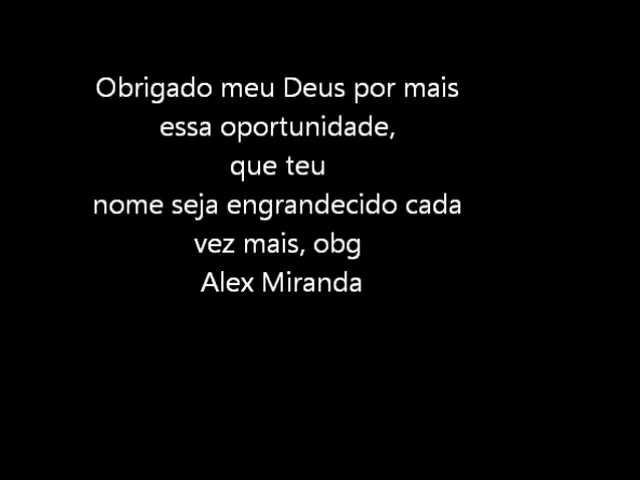 Obrigado meu Deus por mais
essa oportunidade,
que teu
nome seja engrandecido cada
vez mais, obg
Alex Miranda